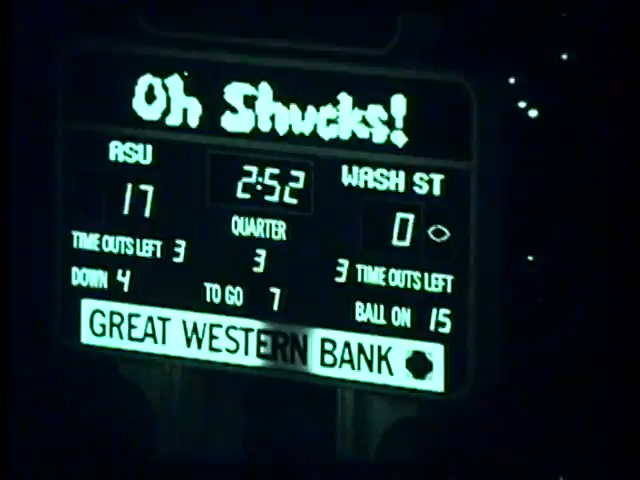 Oh Shucks!
ASU 2:52 WASH ST
17 QUARTER 0
TIME OUTS LEFT 3 3 3 TIME OUTS LEFT
DOWN 4 TO GO 7 BALL ON 15
GREAT WESTERN BANK